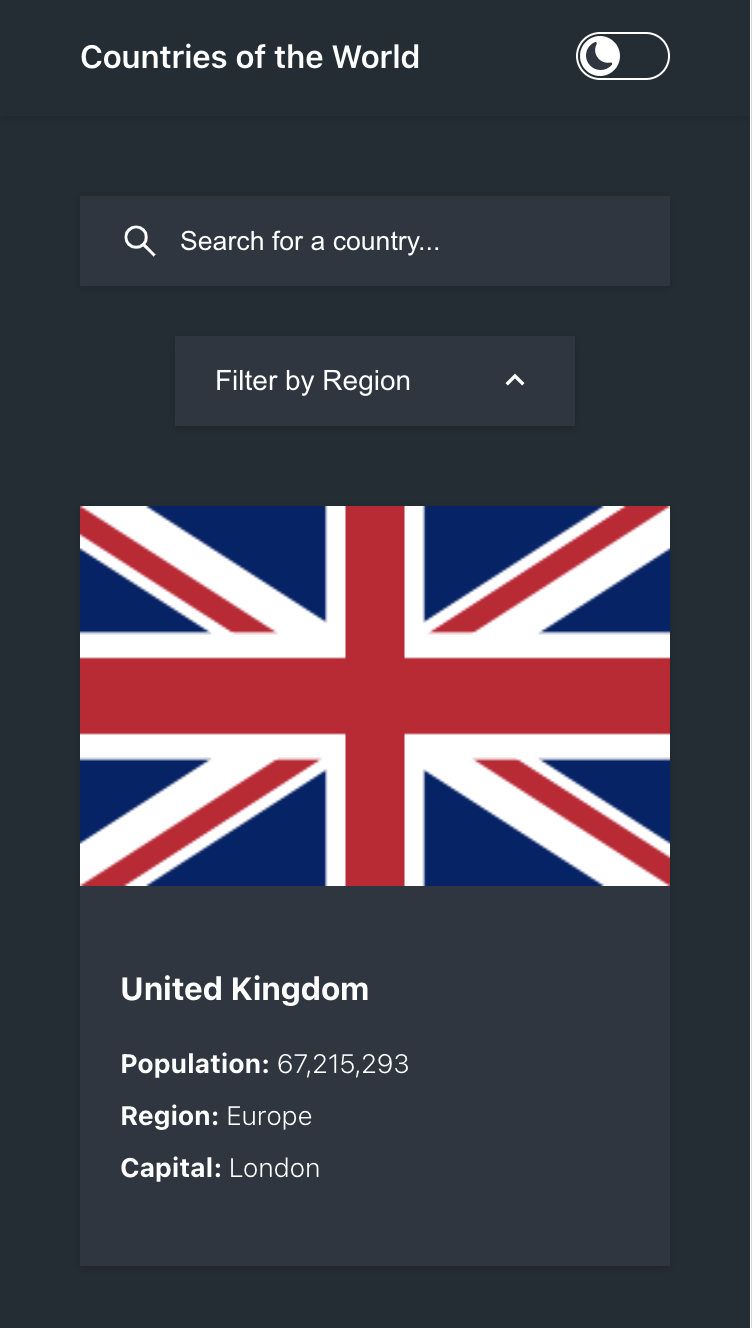 Countries of the World
Search for a country...
Filter by Region
United Kingdom
Population: 67,215,293
Region: Europe
Capital: London